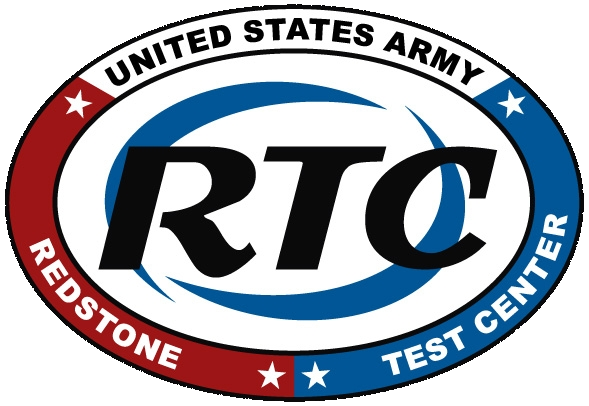 UNITED STATES ARMY
RTC
REDSTONE
TEST CENTER